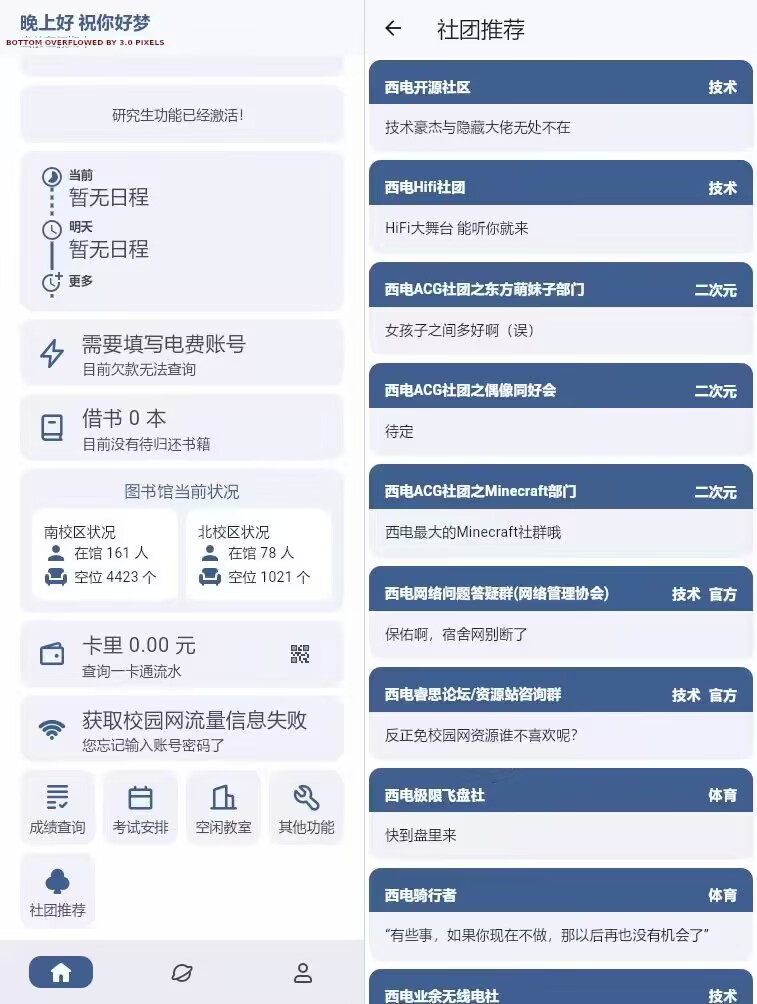 晚上好 祝你好梦
BOTTOM OVERFLOWED BY 3.0 PIXELS
研究生功能已经激活！
当前
暂无日程
明天
暂无日程
更多
需要填写电费账号
目前欠款无法查询
借书 0 本
目前没有待归还书籍
图书馆当前状况
南校区状况
在馆 161 人
空位 4423 个
北校区状况
在馆 78 人
空位 1021 个
卡里 0.00 元
查询一卡通流水
获取校园网流量信息失败
您忘记输入账号密码了
成绩查询
考试安排
空闲教室
其他功能
社团推荐
社团推荐
西电开源社区 技术
技术豪杰与隐藏大佬无处不在
西电Hifi社团 技术
HiFi大舞台 能听你就来
西电ACG社团之东方萌妹子部门 二次元
女孩子之间多好啊（误）
西电ACG社团之偶像同好会 二次元
待定
西电ACG社团之Minecraft部门 二次元
西电最大的Minecraft社群哦
西电网络问题答疑群(网络管理协会) 技术 官方
保佑啊，宿舍网别断了
西电睿思论坛/资源站咨询群 技术 官方
反正免校园网资源谁不喜欢呢？
西电极限飞盘社 体育
快到盘里来
西电骑行者 体育
“有些事，如果你现在不做，那以后再也没有机会了”
西电业余无线电社 技术